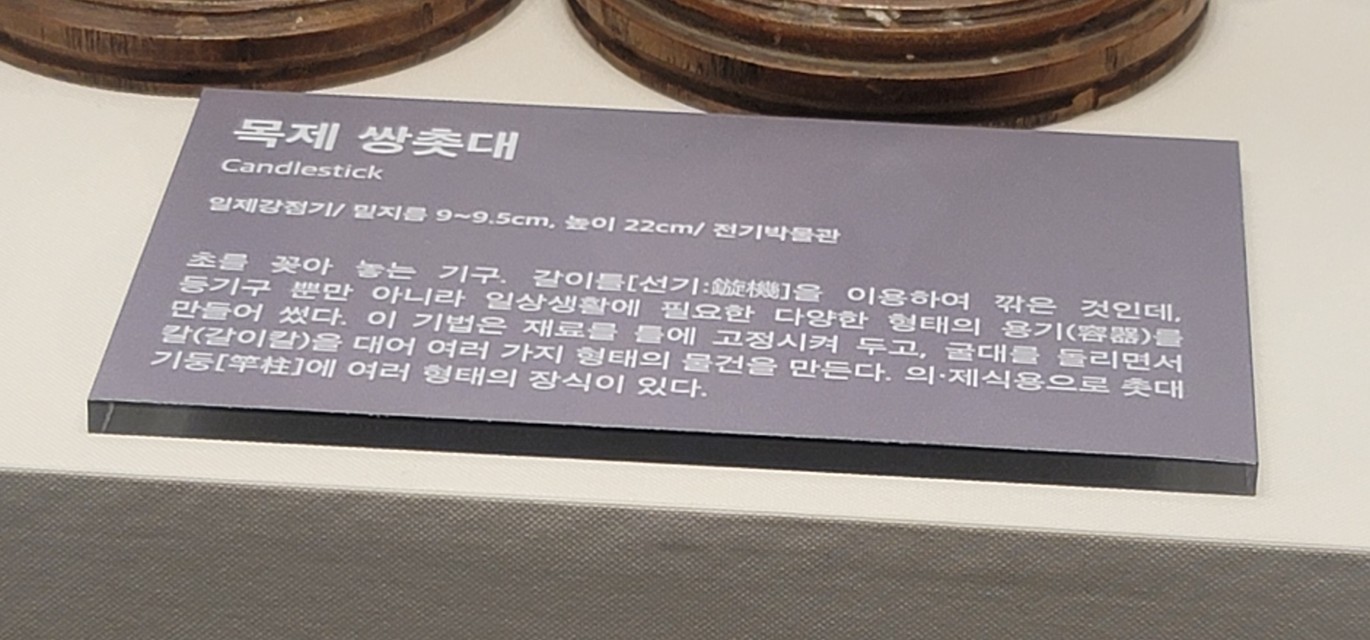 목제 쌍촛대
Candlestick
일제강점기/ 밑지름 9~9.5cm, 높이 22cm/ 전기박물관
초를 꽂아 놓는 기구. 갈이틀[선기:鏇機]을 이용하여 깎은 것인데,
등기구 뿐만 아니라 일상생활에 필요한 다양한 형태의 용기(容器)를
만들어 썼다. 이 기법은 재료를 틀에 고정시켜 두고, 굴대를 돌리면서
칼(갈이칼)을 대어 여러 가지 형태의 물건을 만든다. 의·제식용으로 촛대
기둥[竿柱]에 여러 형태의 장식이 있다.